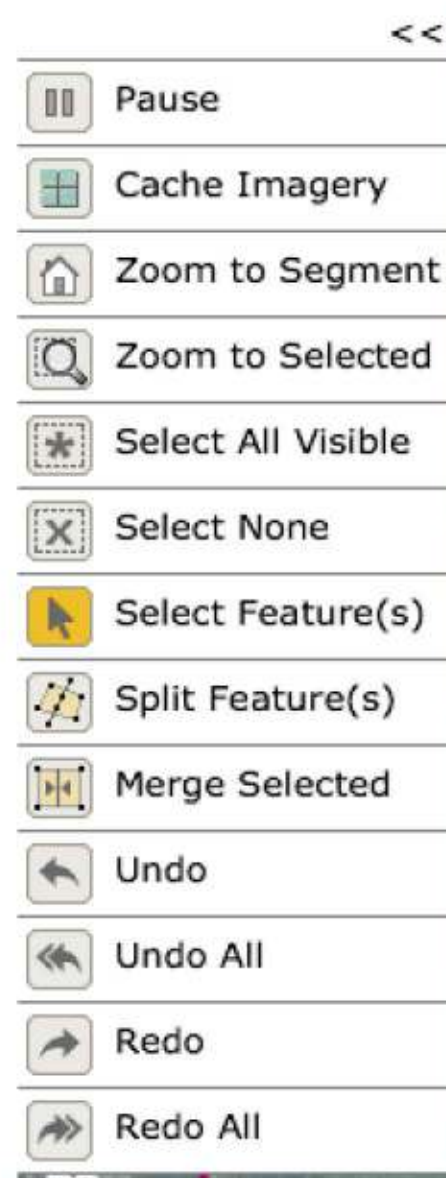 <<
Pause
Cache Imagery
Zoom to Segment
Zoom to Selected
Select All Visible
Select None
Select Feature(s)
Split Feature(s)
Merge Selected
Undo
Undo All
Redo
Redo All